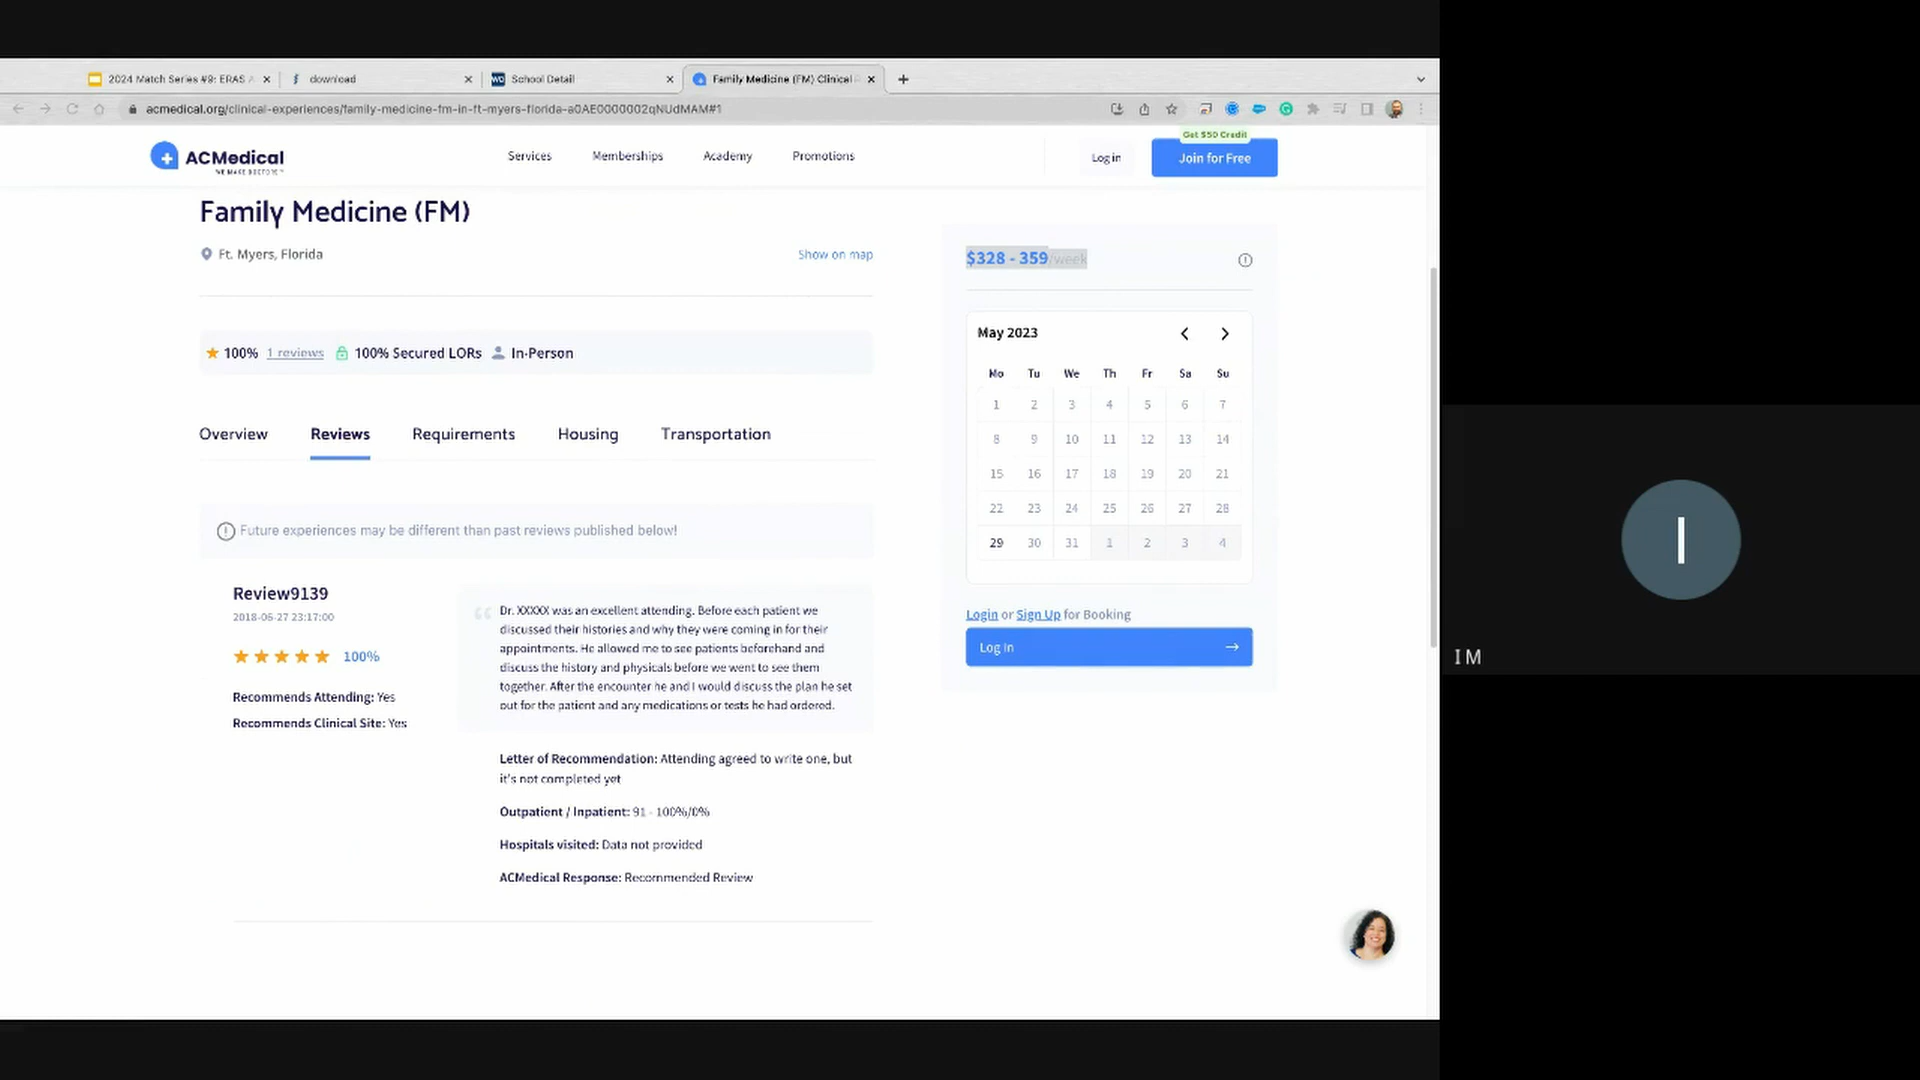 2024 Match Series #9: ERAS A
download
School Detail
Family Medicine (FM) Clinical
acmedical.org/clinical-experiences/family-medicine-fm-in-ft-myers-florida-a0AE0000002qNUdMAM#1
Get $50 Credit
ACMedical
WE MAKE DOCTORS™
Services
Memberships
Academy
Promotions
Log in
Join for Free
Family Medicine (FM)
Ft. Myers, Florida
Show on map
$328 - 359/week
100% 1 reviews 100% Secured LORs In-Person
May 2023
Mo Tu We Th Fr Sa Su
1 2 3 4 5 6 7
8 9 10 11 12 13 14
15 16 17 18 19 20 21
22 23 24 25 26 27 28
29 30 31 1 2 3 4
Login or Sign Up for Booking
Log In
Overview
Reviews
Requirements
Housing
Transportation
Future experiences may be different than past reviews published below!
Review9139
2018-06-27 23:17:00
100%
Recommends Attending: Yes
Recommends Clinical Site: Yes
Dr. XXXXX was an excellent attending. Before each patient we
discussed their histories and why they were coming in for their
appointments. He allowed me to see patients beforehand and
discuss the history and physicals before we went to see them
together. After the encounter he and I would discuss the plan he set
out for the patient and any medications or tests he had ordered.
Letter of Recommendation: Attending agreed to write one, but
it's not completed yet
Outpatient / Inpatient: 91 - 100%/0%
Hospitals visited: Data not provided
ACMedical Response: Recommended Review
I
I M